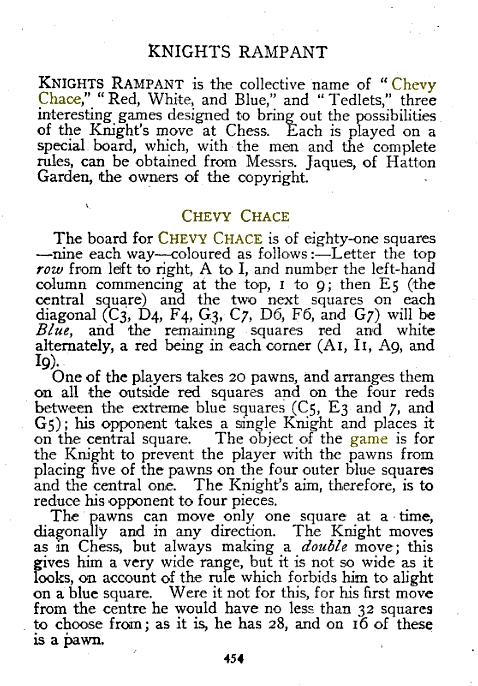 KNIGHTS RAMPANT
KNIGHTS RAMPANT is the collective name of “ Chevy
Chace,” “ Red, White, and Blue,” and “ Tedlets,” three
interesting games designed to bring out the possibilities
of the Knight's move at Chess. Each is played on a
special board, which, with the men and the complete
rules, can be obtained from Messrs. Jaques, of Hatton
Garden, the owners of the copyright.
CHEVY CHACE
The board for CHEVY CHACE is of eighty-one squares
—nine each way—coloured as follows :—Letter the top
row from left to right, A to I, and number the left-hand
column commencing at the top, 1 to 9; then E5 (the
central square) and the two next squares on each
diagonal (C3, D4, F4, G3, C7, D6, F6, and G7) will be
Blue, and the remaining squares red and white
alternately, a red being in each corner (A1, I1, A9, and
I9).
One of the players takes 20 pawns, and arranges them
on all the outside red squares and on the four reds
between the extreme blue squares (C5, E3 and 7, and
G5) ; his opponent takes a single Knight and places it
on the central square. The object of the game is for
the Knight to prevent the player with the pawns from
placing five of the pawns on the four outer blue squares
and the central one. The Knight's aim, therefore, is to
reduce his opponent to four pieces.
The pawns can move only one square at a time,
diagonally and in any direction. The Knight moves
as in Chess, but always making a double move; this
gives him a very wide range, but it is not so wide as it
looks, on account of the rule which forbids him to alight
on a blue square. Were it not for this, for his first move
from the centre he would have no less than 32 squares
to choose from; as it is, he has 28, and on 16 of these
is a pawn.
454